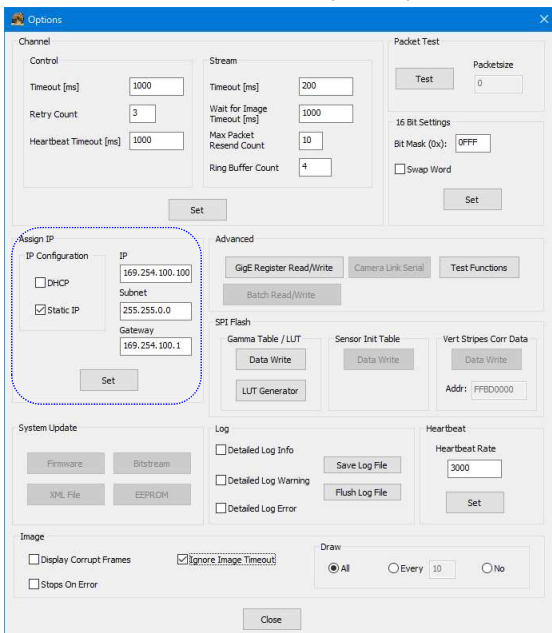 Options
Channel
Control
Timeout [ms] 1000
Retry Count 3
Heartbeat Timeout [ms] 1000
Stream
Timeout [ms] 200
Wait for Image
Timeout [ms] 1000
Max Packet
Resend Count 10
Ring Buffer Count 4
Set
Packet Test
Packetsize
Test 0
16 Bit Settings
Bit Mask (0x): 0FFF
Swap Word
Set
Assign IP
IP Configuration
DHCP
Static IP
IP
169.254.100.100
Subnet
255.255.0.0
Gateway
169.254.100.1
Set
Advanced
GigE Register Read/Write Camera Link Serial Test Functions
Batch Read/Write
SPI Flash
Gamma Table / LUT
Data Write
LUT Generator
Sensor Init Table
Data Write
Vert Stripes Corr Data
Data Write
Addr: FFBD0000
System Update
Firmware Bitstream
XML File EEPROM
Log
Detailed Log Info
Detailed Log Warning
Detailed Log Error
Save Log File
Flush Log File
Heartbeat
Heartbeat Rate
3000
Set
Image
Display Corrupt Frames Ignore Image Timeout
Stops On Error
Draw
All Every 10 No
Close